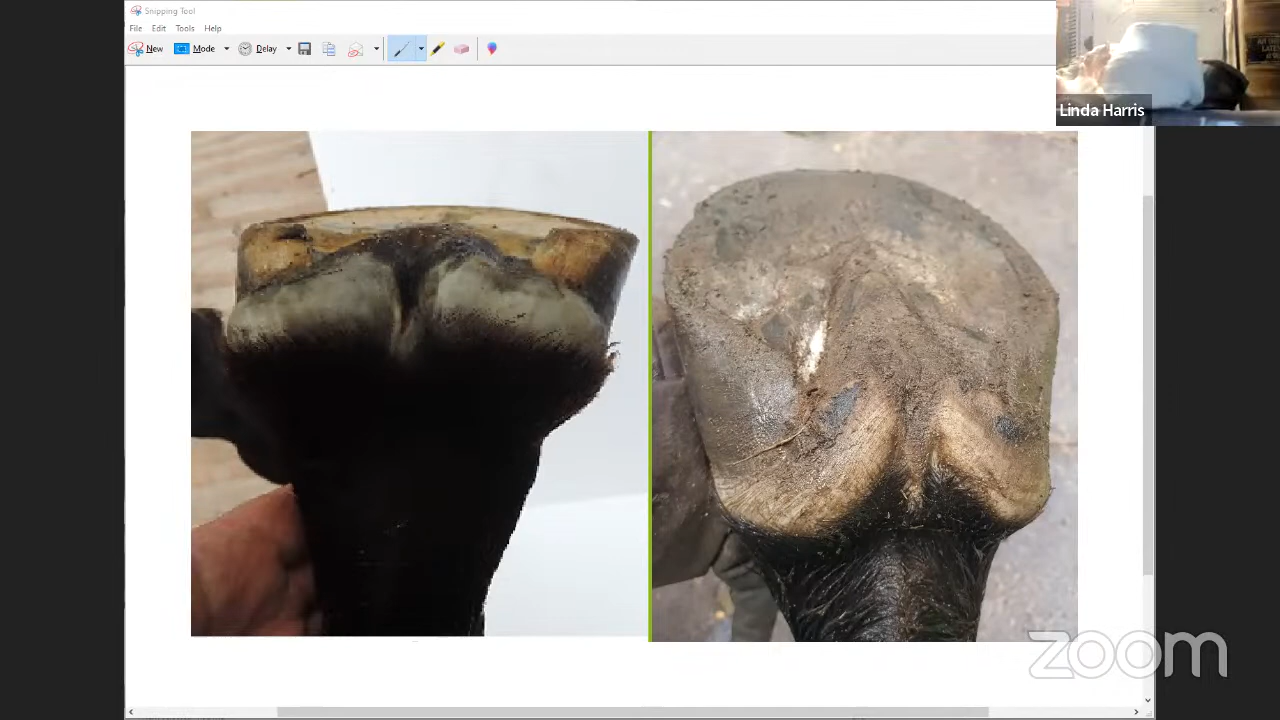 Snipping Tool
File Edit Tools Help
New Mode Delay
Linda Harris
zoom